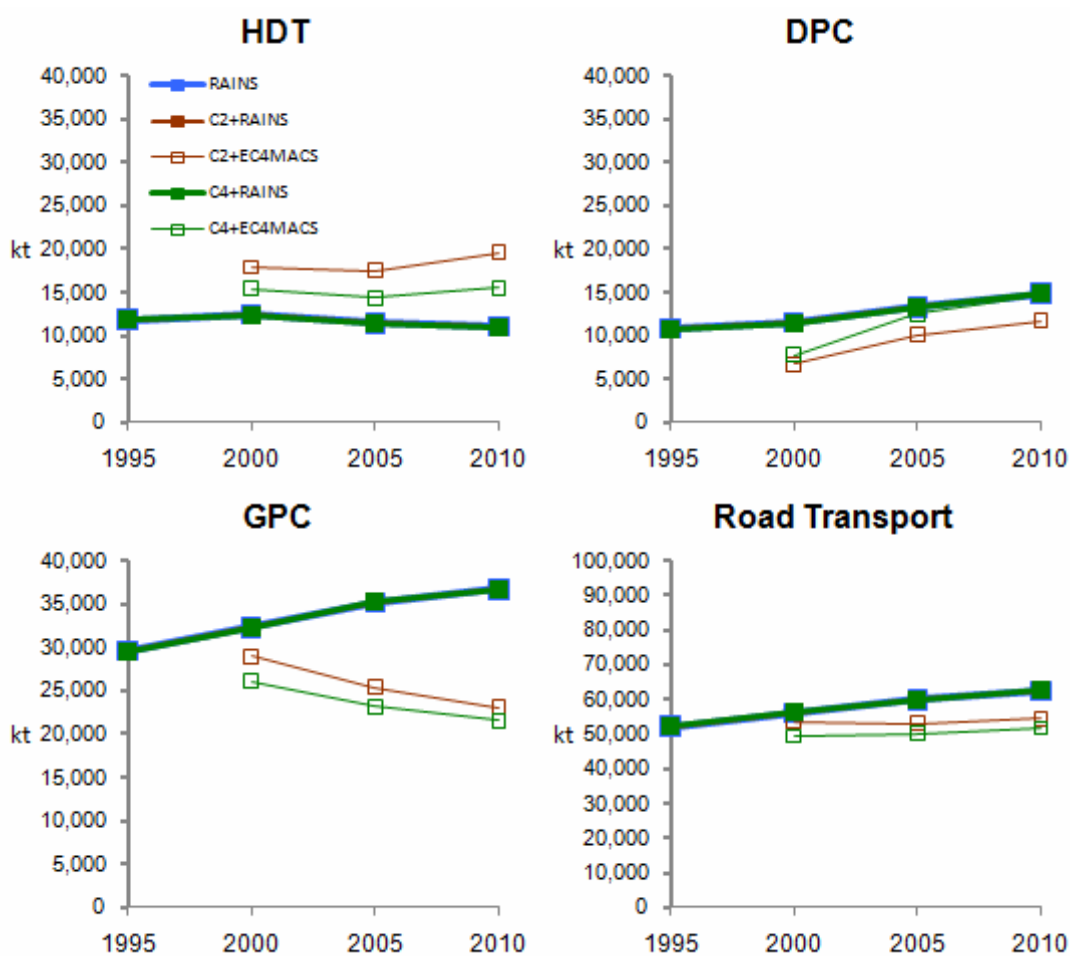 HDT
40,000
35,000
30,000
25,000
20,000
15,000
10,000
5,000
0
kt
1995 2000 2005 2010
RAINS
C2+RAINS
C2+EC4MACS
C4+RAINS
C4+EC4MACS
DPC
40,000
35,000
30,000
25,000
20,000
15,000
10,000
5,000
0
kt
1995 2000 2005 2010
GPC
40,000
35,000
30,000
25,000
20,000
15,000
10,000
5,000
0
kt
1995 2000 2005 2010
Road Transport
100,000
90,000
80,000
70,000
60,000
50,000
40,000
30,000
20,000
10,000
0
kt
1995 2000 2005 2010